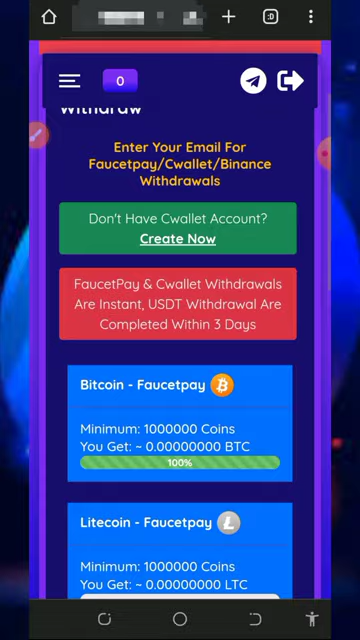 :D
0
Withdraw
Enter Your Email For
Faucetpay/Cwallet/Binance
Withdrawals
Don't Have Cwallet Account?
Create Now
FaucetPay & Cwallet Withdrawals
Are Instant, USDT Withdrawal Are
Completed Within 3 Days
Bitcoin - Faucetpay
Minimum: 1000000 Coins
You Get: ~ 0.00000000 BTC
100%
Litecoin - Faucetpay
Minimum: 1000000 Coins
You Get: ~ 0.00000000 LTC